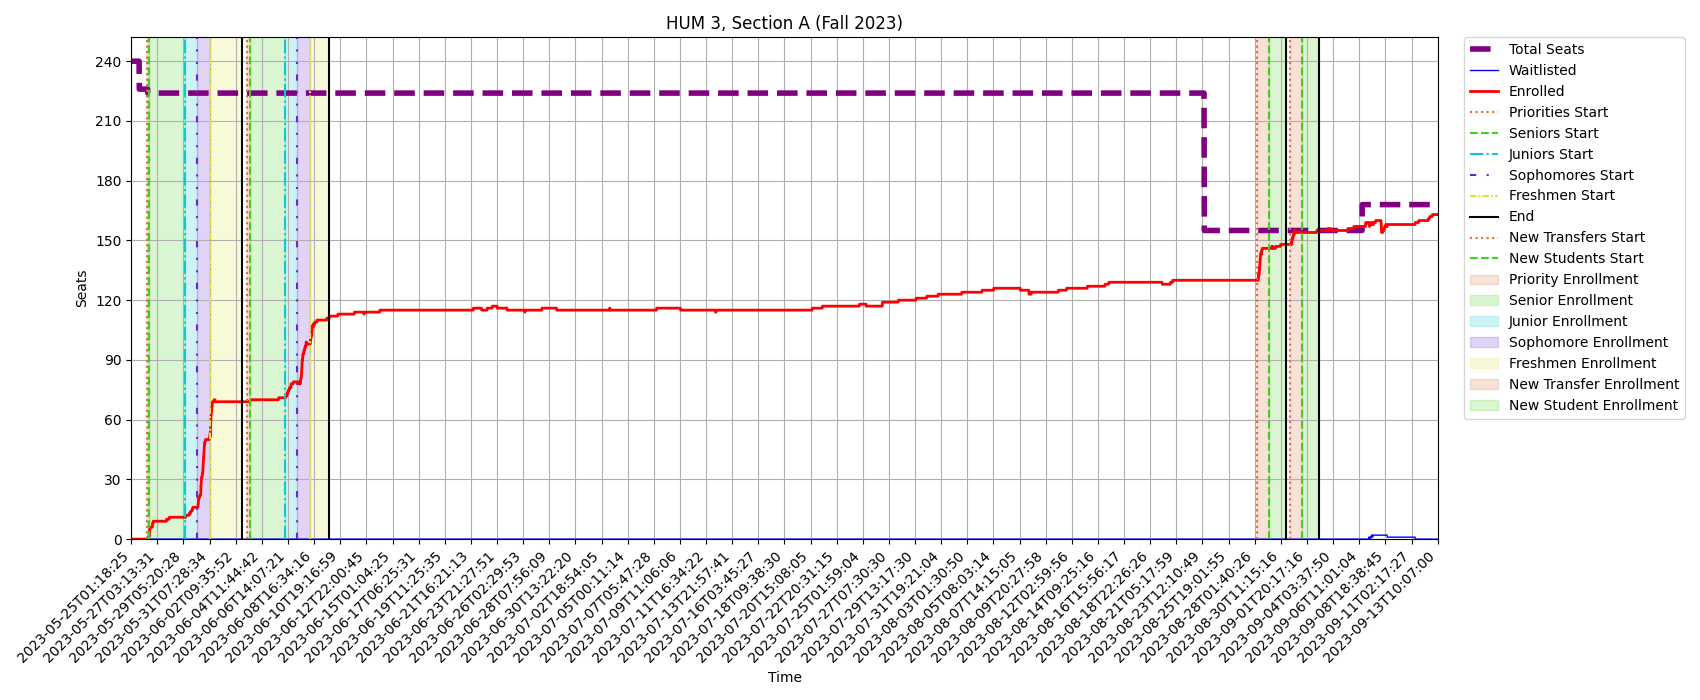 HUM 3, Section A (Fall 2023)
Seats
240
210
180
150
120
90
60
30
0
2023-05-25T01:18:25
2023-05-27T03:13:31
2023-05-29T05:20:28
2023-05-31T07:28:34
2023-06-02T09:35:52
2023-06-04T11:44:42
2023-06-06T14:07:21
2023-06-08T16:34:16
2023-06-10T19:16:59
2023-06-12T22:00:45
2023-06-15T01:04:25
2023-06-17T06:25:31
2023-06-19T11:25:35
2023-06-21T16:21:13
2023-06-23T21:27:51
2023-06-26T02:29:53
2023-06-28T07:56:09
2023-06-30T13:22:20
2023-07-02T18:54:05
2023-07-05T00:11:14
2023-07-07T05:47:28
2023-07-09T11:06:06
2023-07-11T16:34:22
2023-07-13T21:57:41
2023-07-16T03:45:27
2023-07-18T09:38:30
2023-07-20T15:08:05
2023-07-22T20:31:15
2023-07-25T01:59:04
2023-07-27T07:30:30
2023-07-29T13:17:30
2023-07-31T19:21:04
2023-08-03T01:30:50
2023-08-05T08:03:14
2023-08-07T14:15:05
2023-08-09T20:27:58
2023-08-12T02:59:56
2023-08-14T09:25:16
2023-08-16T15:56:17
2023-08-18T22:26:26
2023-08-21T05:17:59
2023-08-23T12:10:49
2023-08-25T19:01:55
2023-08-28T01:40:26
2023-08-30T11:15:16
2023-09-01T20:17:16
2023-09-04T03:37:50
2023-09-06T11:01:04
2023-09-08T18:38:45
2023-09-11T02:17:27
2023-09-13T10:07:00
Time
Total Seats
Waitlisted
Enrolled
Priorities Start
Seniors Start
Juniors Start
Sophomores Start
Freshmen Start
End
New Transfers Start
New Students Start
Priority Enrollment
Senior Enrollment
Junior Enrollment
Sophomore Enrollment
Freshmen Enrollment
New Transfer Enrollment
New Student Enrollment